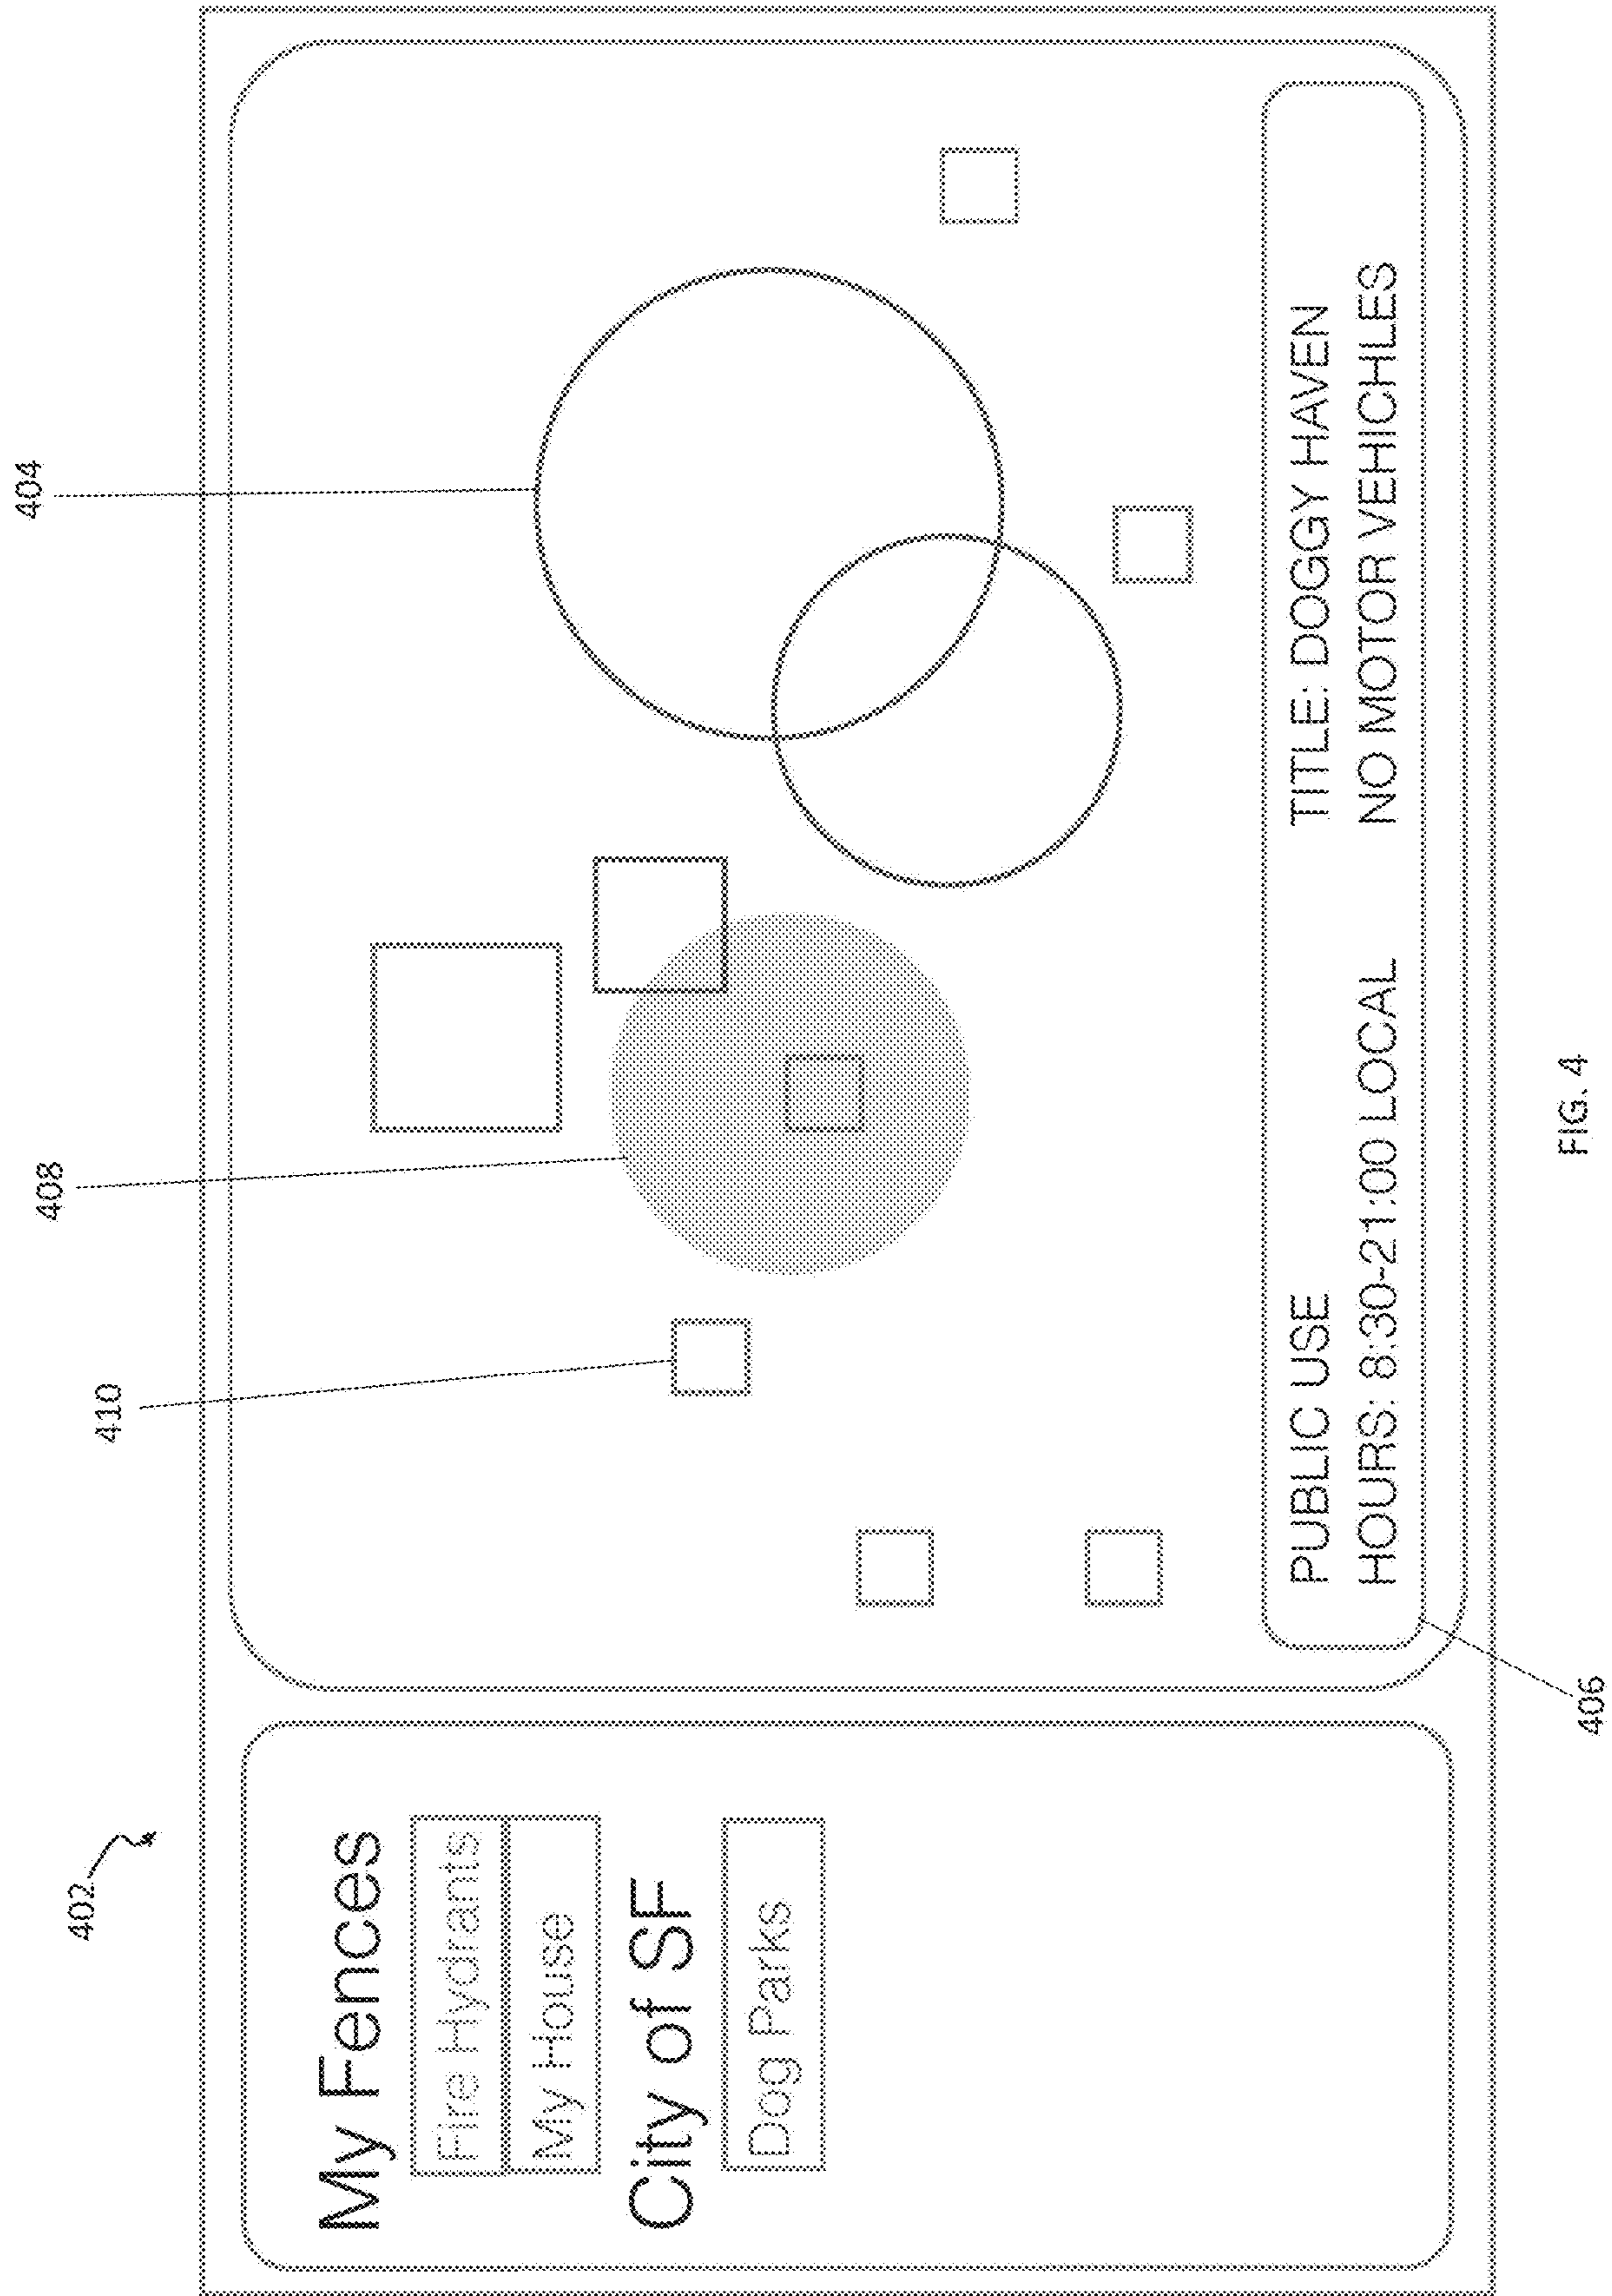 402
404
408
410
My Fences
Fire Hydrants
My House
City of SF
Dog Parks
PUBLIC USE
TITLE: DOGGY HAVEN
HOURS: 8:30-21:00 LOCAL
NO MOTOR VEHICHLES
406
FIG. 4